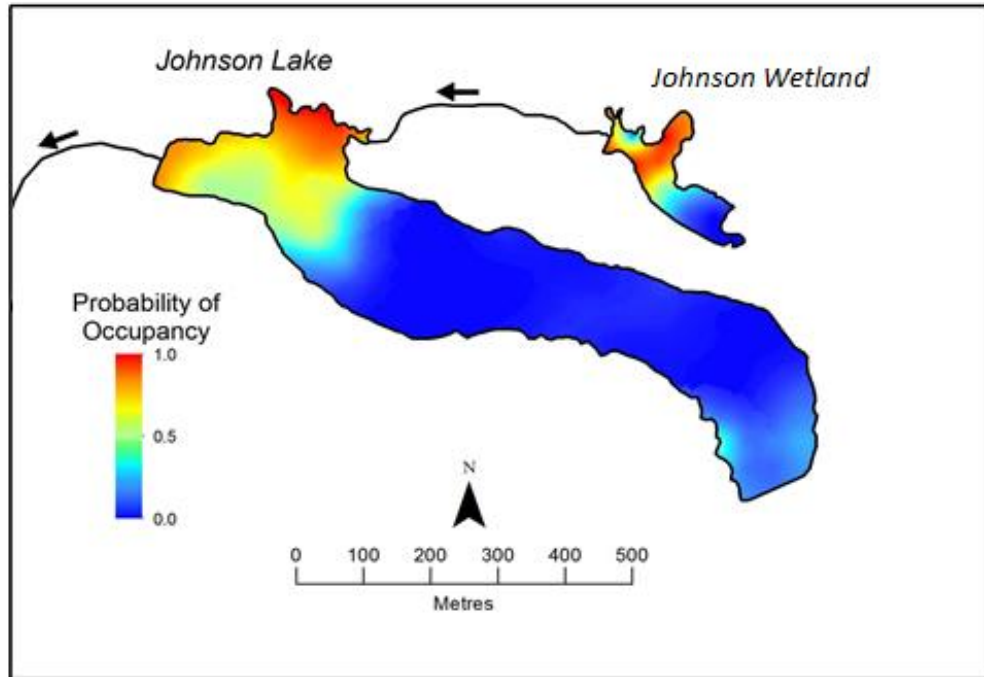 Johnson Lake
Johnson Wetland
Probability of
Occupancy
1.0
0.5
0.0
N
0 100 200 300 400 500
Metres